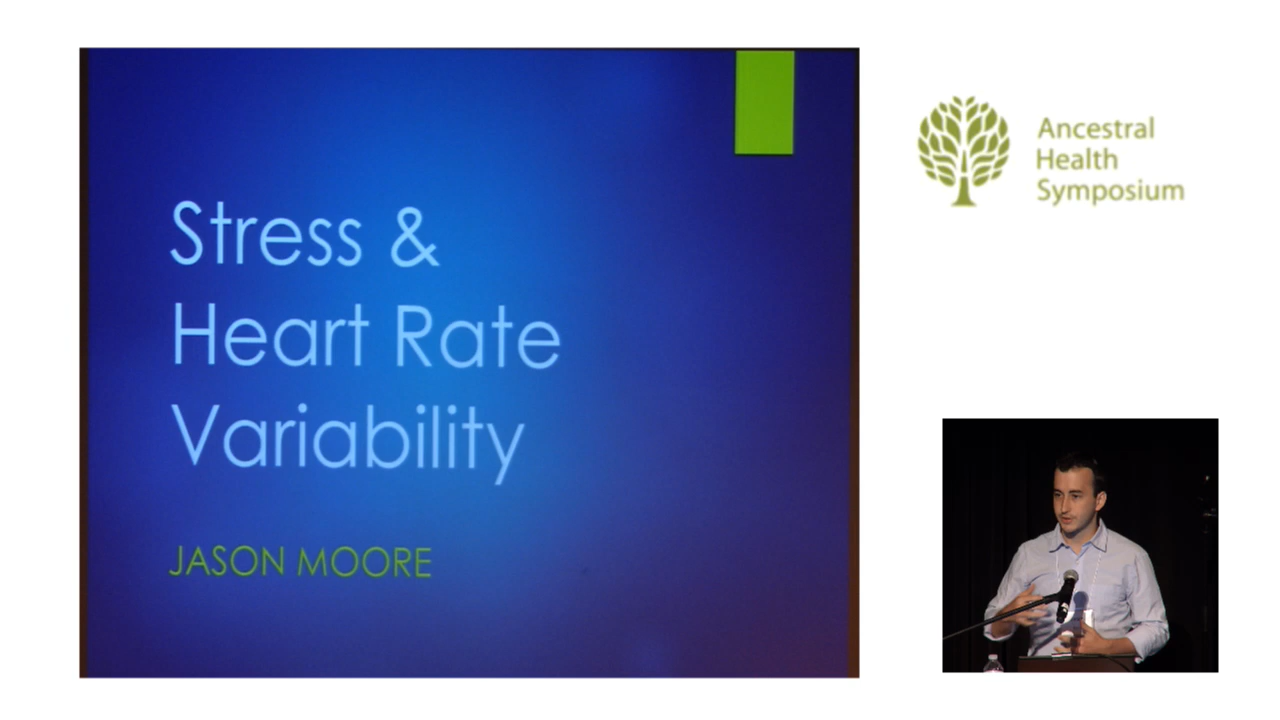 Stress &
Heart Rate
Variability
JASON MOORE
Ancestral
Health
Symposium